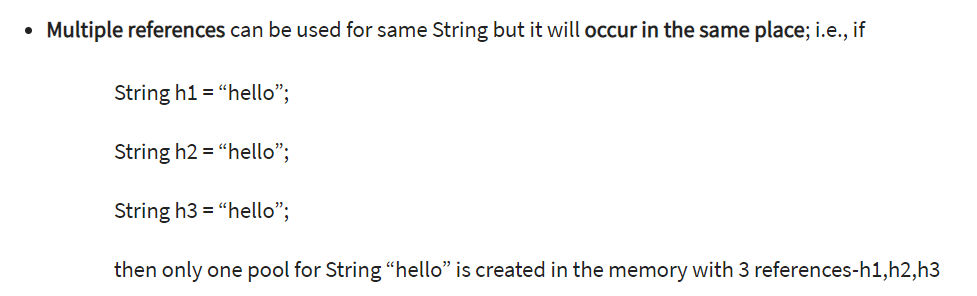 • Multiple references can be used for same String but it will occur in the same place; i.e., if
String h1 = “hello”;
String h2 = “hello”;
String h3 = “hello”;
then only one pool for String “hello” is created in the memory with 3 references-h1,h2,h3